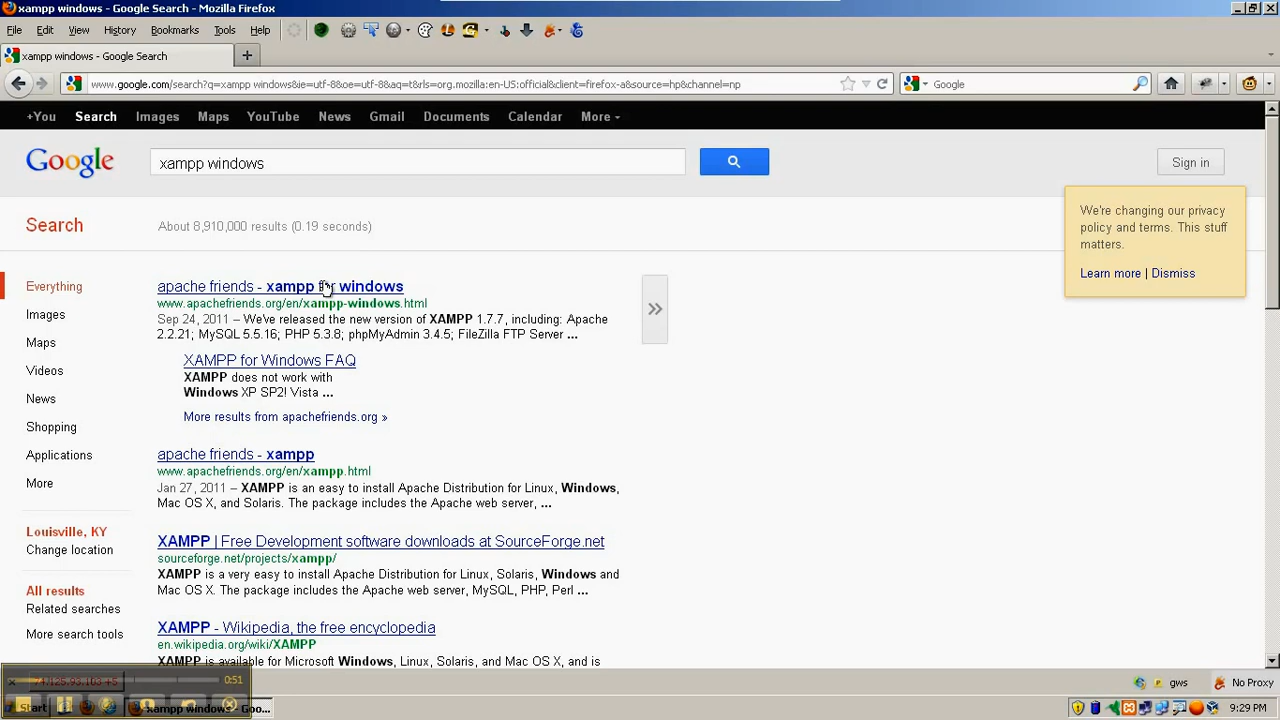 xampp windows - Google Search - Mozilla Firefox
File Edit View History Bookmarks Tools Help
xampp windows - Google Search
www.google.com/search?q=xampp windows&ie=utf-8&oe=utf-8&aq=t&rls=org.mozilla:en-US:official&client=firefox-a&source=hp&channel=np
Google
+You Search Images Maps YouTube News Gmail Documents Calendar More
Google
xampp windows
Sign in
Search
About 8,910,000 results (0.19 seconds)
We're changing our privacy
policy and terms. This stuff
matters.
Learn more | Dismiss
Everything
Images
Maps
Videos
News
Shopping
Applications
More
Louisville, KY
Change location
All results
Related searches
More search tools
apache friends - xampp for windows
www.apachefriends.org/en/xampp-windows.html
Sep 24, 2011 – We've released the new version of XAMPP 1.7.7, including: Apache
2.2.21; MySQL 5.5.16; PHP 5.3.8; phpMyAdmin 3.4.5; FileZilla FTP Server ...
XAMPP for Windows FAQ
XAMPP does not work with
Windows XP SP2! Vista ...
More results from apachefriends.org »
apache friends - xampp
www.apachefriends.org/en/xampp.html
Jan 27, 2011 – XAMPP is an easy to install Apache Distribution for Linux, Windows,
Mac OS X, and Solaris. The package includes the Apache web server, ...
XAMPP | Free Development software downloads at SourceForge.net
sourceforge.net/projects/xampp/
XAMPP is a very easy to install Apache Distribution for Linux, Solaris, Windows and
Mac OS X. The package includes the Apache web server, MySQL, PHP, Perl ...
XAMPP - Wikipedia, the free encyclopedia
en.wikipedia.org/wiki/XAMPP
XAMPP is available for Microsoft Windows, Linux, Solaris, and Mac OS X, and is
74.125.93.103 +5
0:51
gws
No Proxy
Start
xampp windows - Goo...
9:29 PM